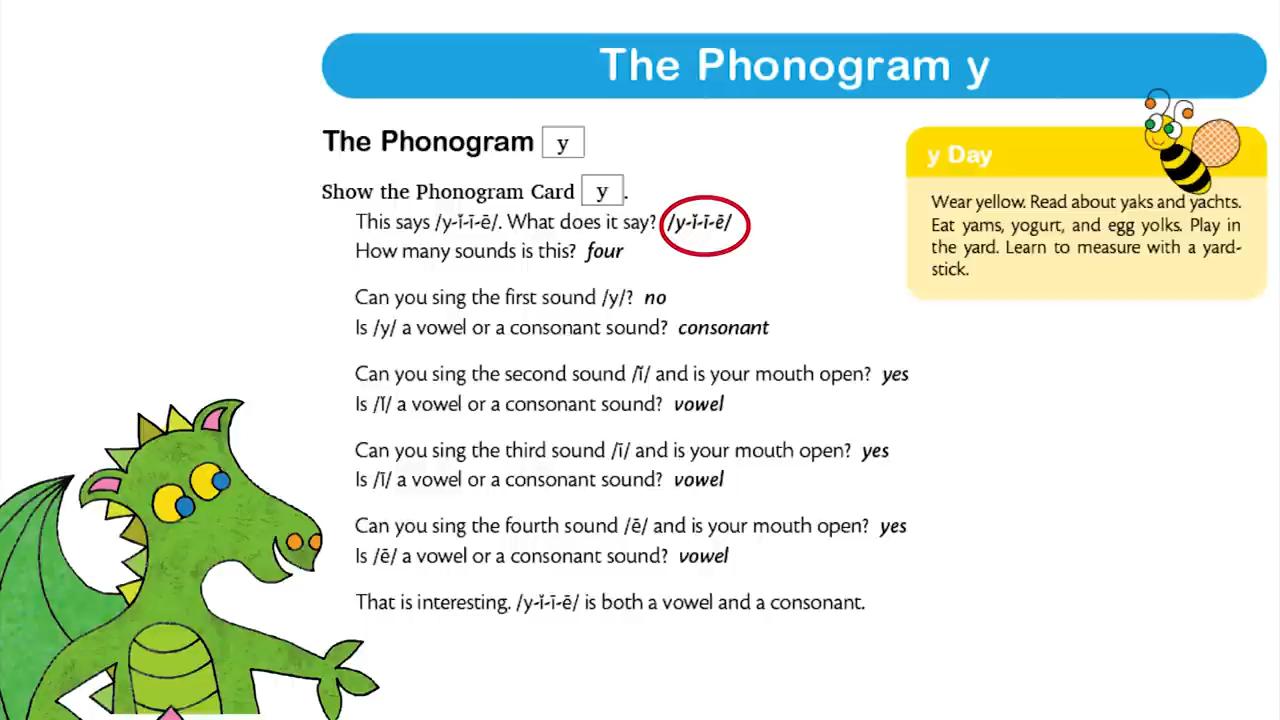 The Phonogram y
The Phonogram y
Show the Phonogram Card y.
This says /y-ĭ-ī-ē/. What does it say? /y-ĭ-ī-ē/
How many sounds is this? four
Can you sing the first sound /y/? no
Is /y/ a vowel or a consonant sound? consonant
Can you sing the second sound /ĭ/ and is your mouth open? yes
Is /ĭ/ a vowel or a consonant sound? vowel
Can you sing the third sound /ī/ and is your mouth open? yes
Is /ī/ a vowel or a consonant sound? vowel
Can you sing the fourth sound /ē/ and is your mouth open? yes
Is /ē/ a vowel or a consonant sound? vowel
That is interesting. /y-ĭ-ī-ē/ is both a vowel and a consonant.
y Day
Wear yellow. Read about yaks and yachts.
Eat yams, yogurt, and egg yolks. Play in
the yard. Learn to measure with a yard-
stick.